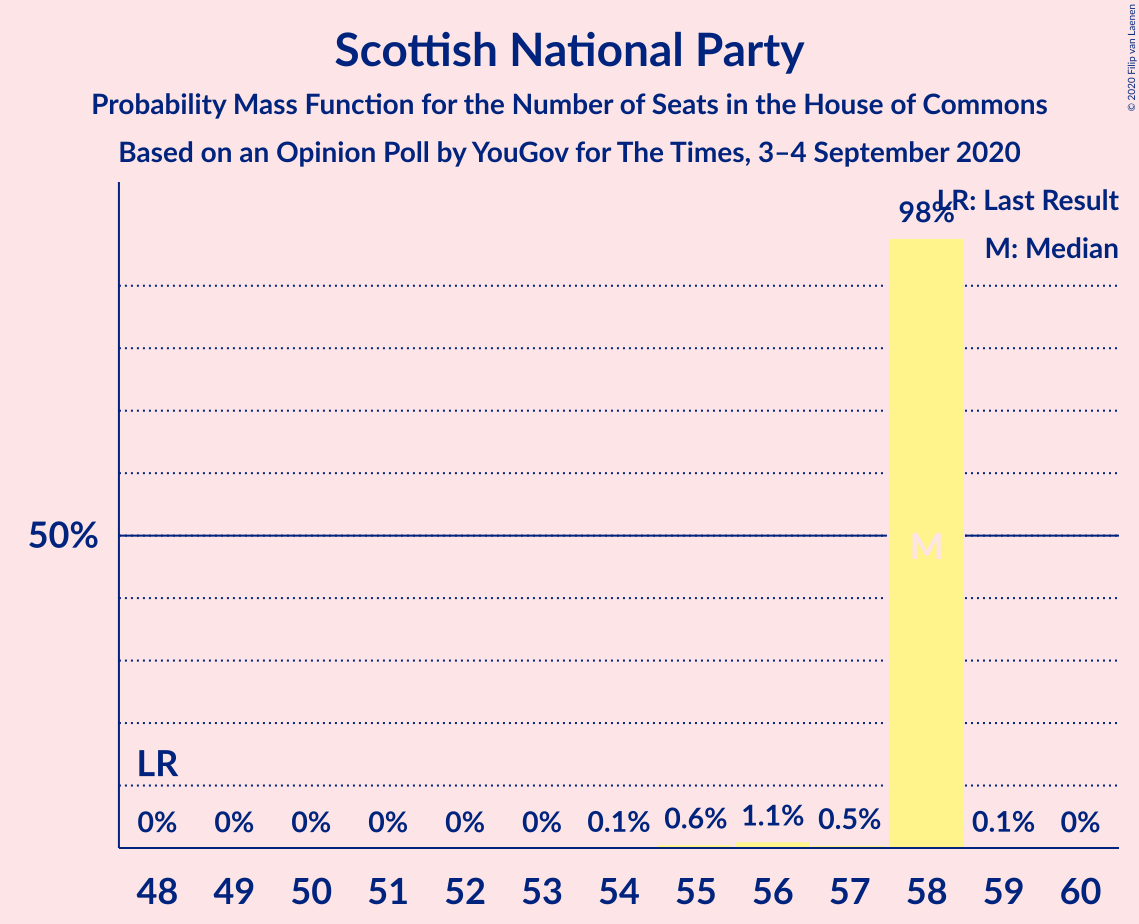 Scottish National Party
Probability Mass Function for the Number of Seats in the House of Commons
Based on an Opinion Poll by YouGov for The Times, 3–4 September 2020
© 2020 Filip van Laenen
LR: Last Result
98%
M: Median
50%
M
LR
0% 0% 0% 0% 0% 0% 0.1% 0.6% 1.1% 0.5% 0.1% 0%
48 49 50 51 52 53 54 55 56 57 58 59 60